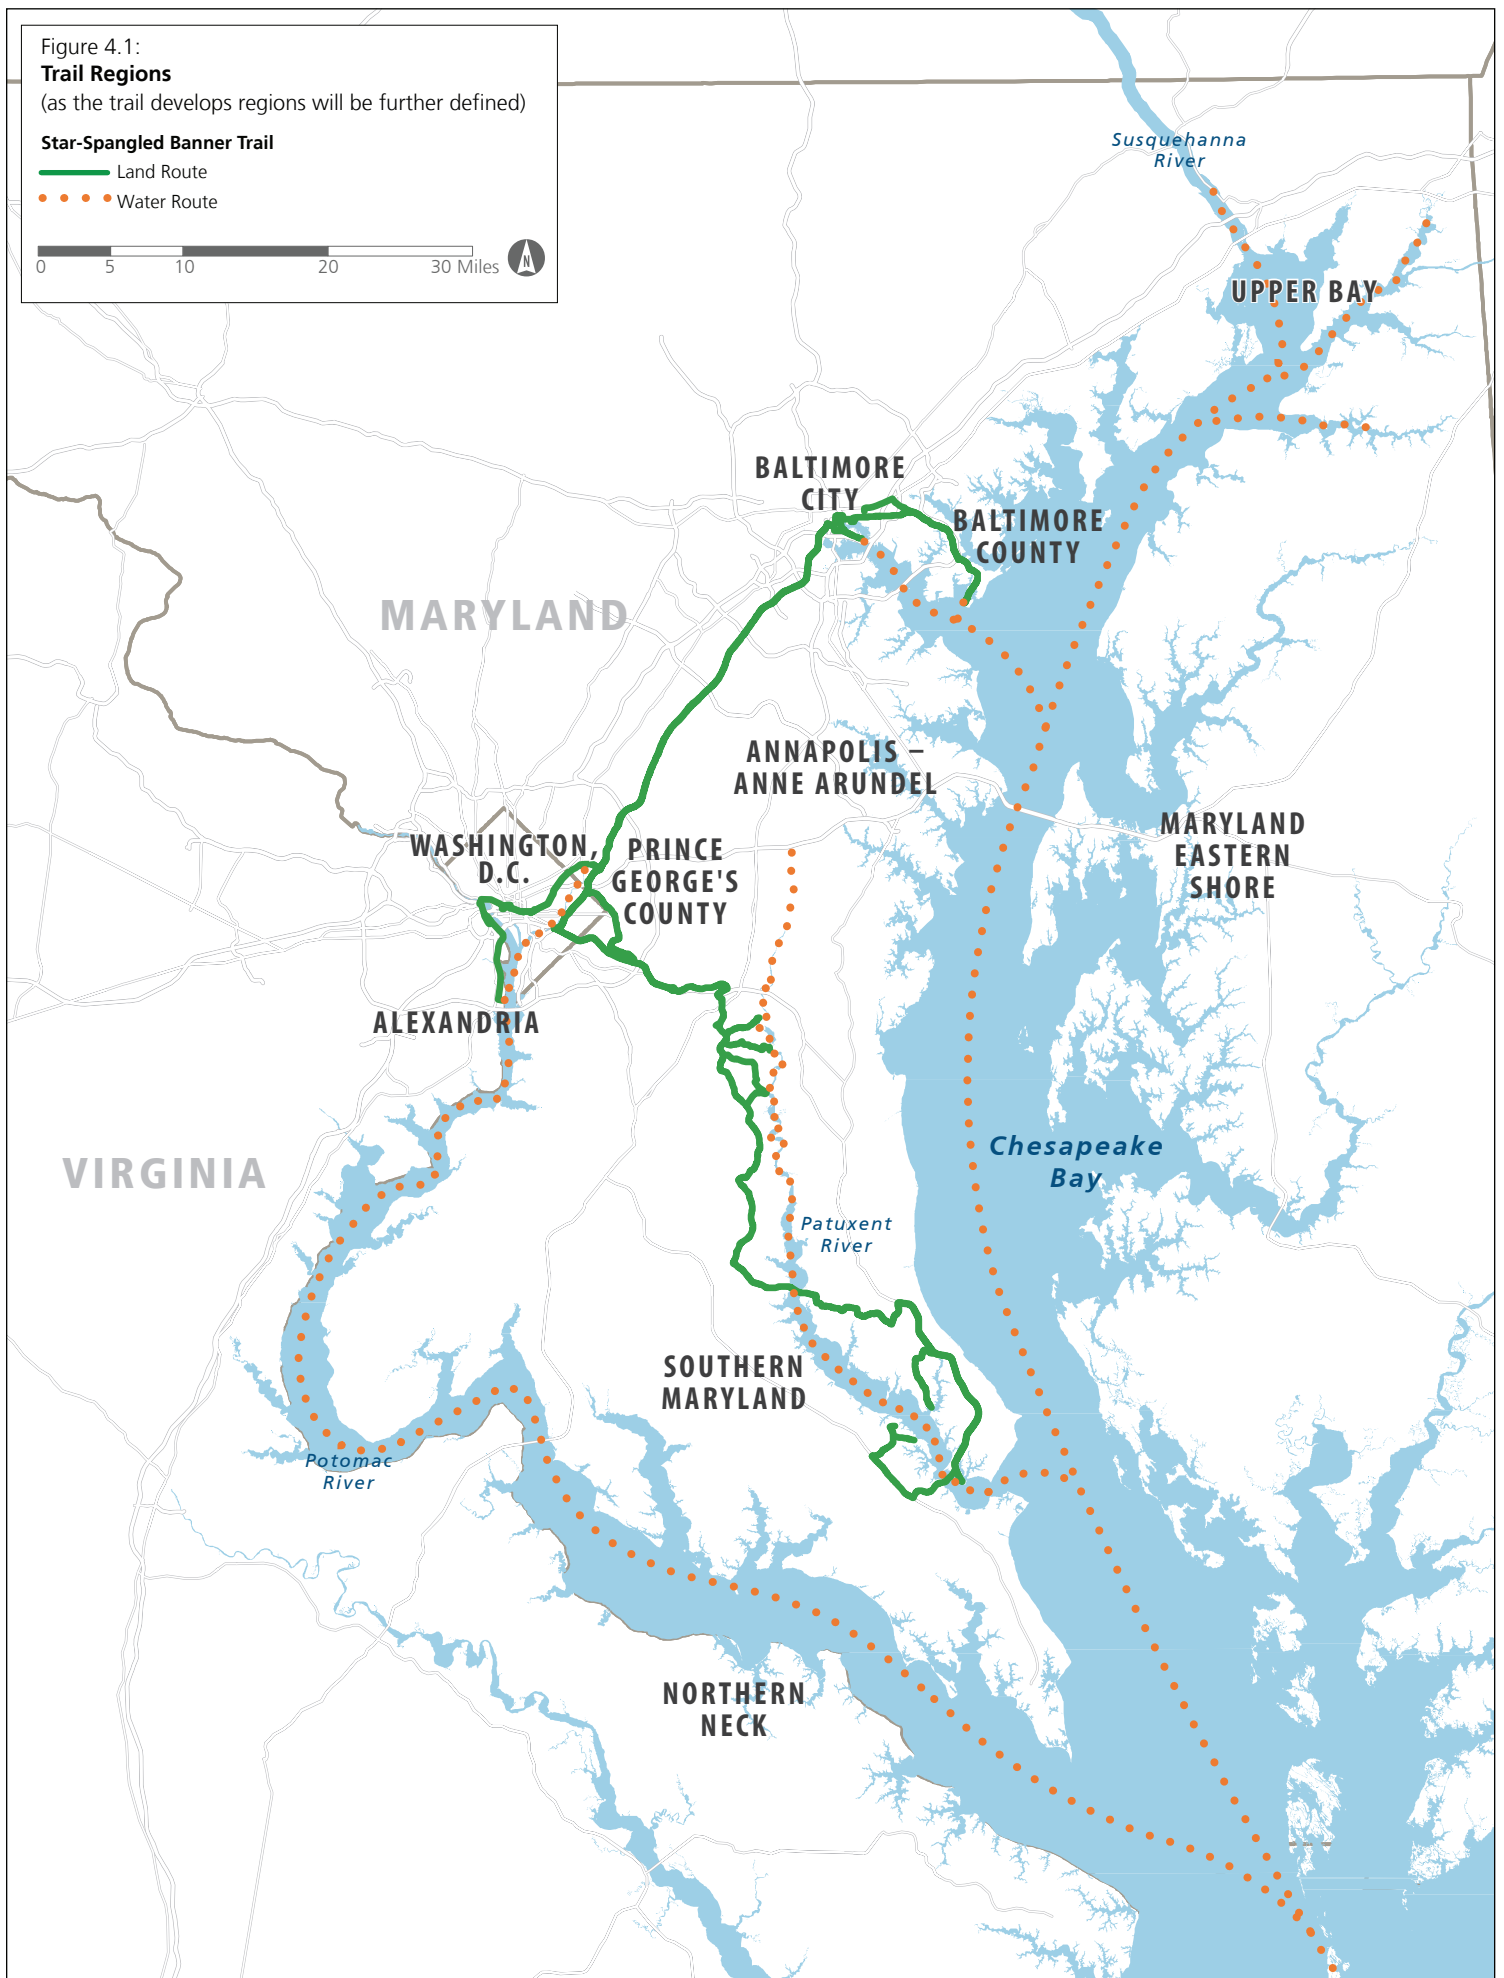 Figure 4.1:
Trail Regions
(as the trail develops regions will be further defined)
Star-Spangled Banner Trail
Land Route
Water Route
0 5 10 20 30 Miles
N
Susquehanna
River
UPPER BAY
BALTIMORE
CITY
BALTIMORE
COUNTY
MARYLAND
ANNAPOLIS –
ANNE ARUNDEL
MARYLAND
EASTERN
SHORE
WASHINGTON,
D.C.
PRINCE
GEORGE'S
COUNTY
ALEXANDRIA
Chesapeake
Bay
VIRGINIA
Patuxent
River
SOUTHERN
MARYLAND
Potomac
River
NORTHERN
NECK